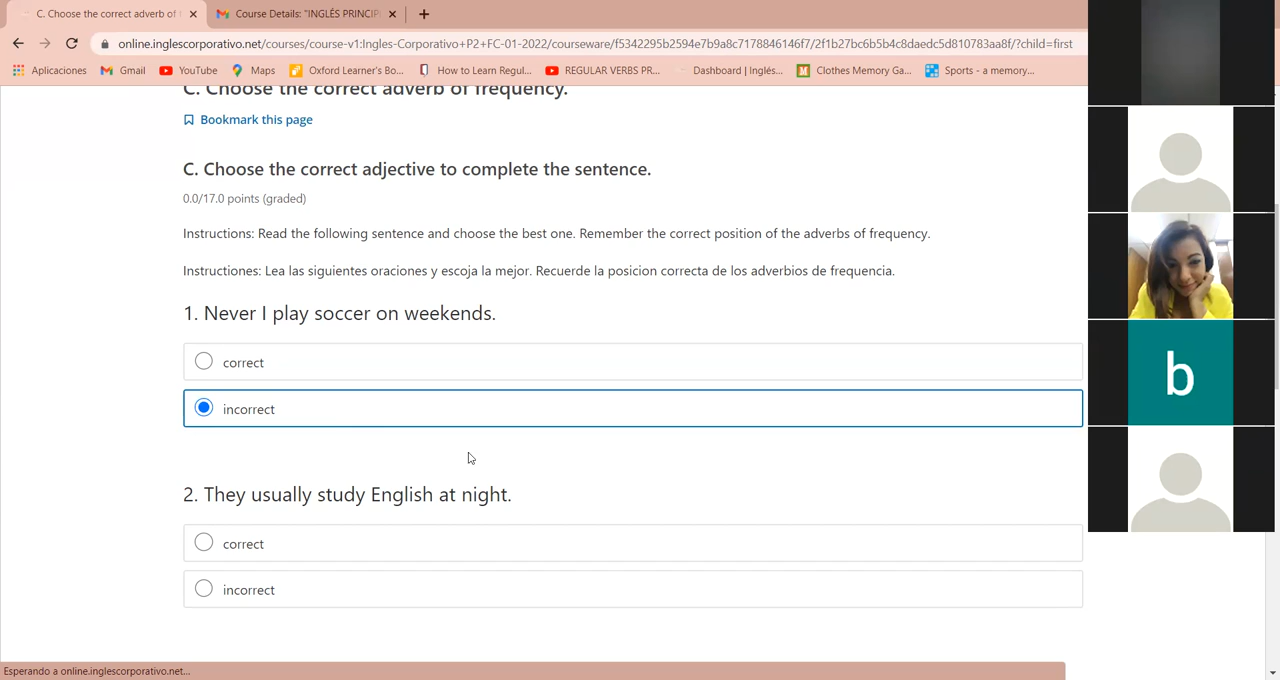 C. Choose the correct adverb of f
Course Details: "INGLÉS PRINCIP
online.inglescorporativo.net/courses/course-v1:Ingles-Corporativo+P2+FC-01-2022/courseware/f5342295b2594e7b9a8c7178846146f7/2f1b27bc6b5b4c8daedc5d810783aa8f/?child=first
Aplicaciones Gmail YouTube Maps Oxford Learner's Bo... How to Learn Regul... REGULAR VERBS PR... Dashboard | Inglés... Clothes Memory Ga... Sports - a memory...
C. Choose the correct adverb of frequency.
Bookmark this page
C. Choose the correct adjective to complete the sentence.
0.0/17.0 points (graded)
Instructions: Read the following sentence and choose the best one. Remember the correct position of the adverbs of frequency.
Instructiones: Lea las siguientes oraciones y escoja la mejor. Recuerde la posicion correcta de los adverbios de frequencia.
1. Never I play soccer on weekends.
correct
incorrect
2. They usually study English at night.
correct
incorrect
b
Esperando a online.inglescorporativo.net...